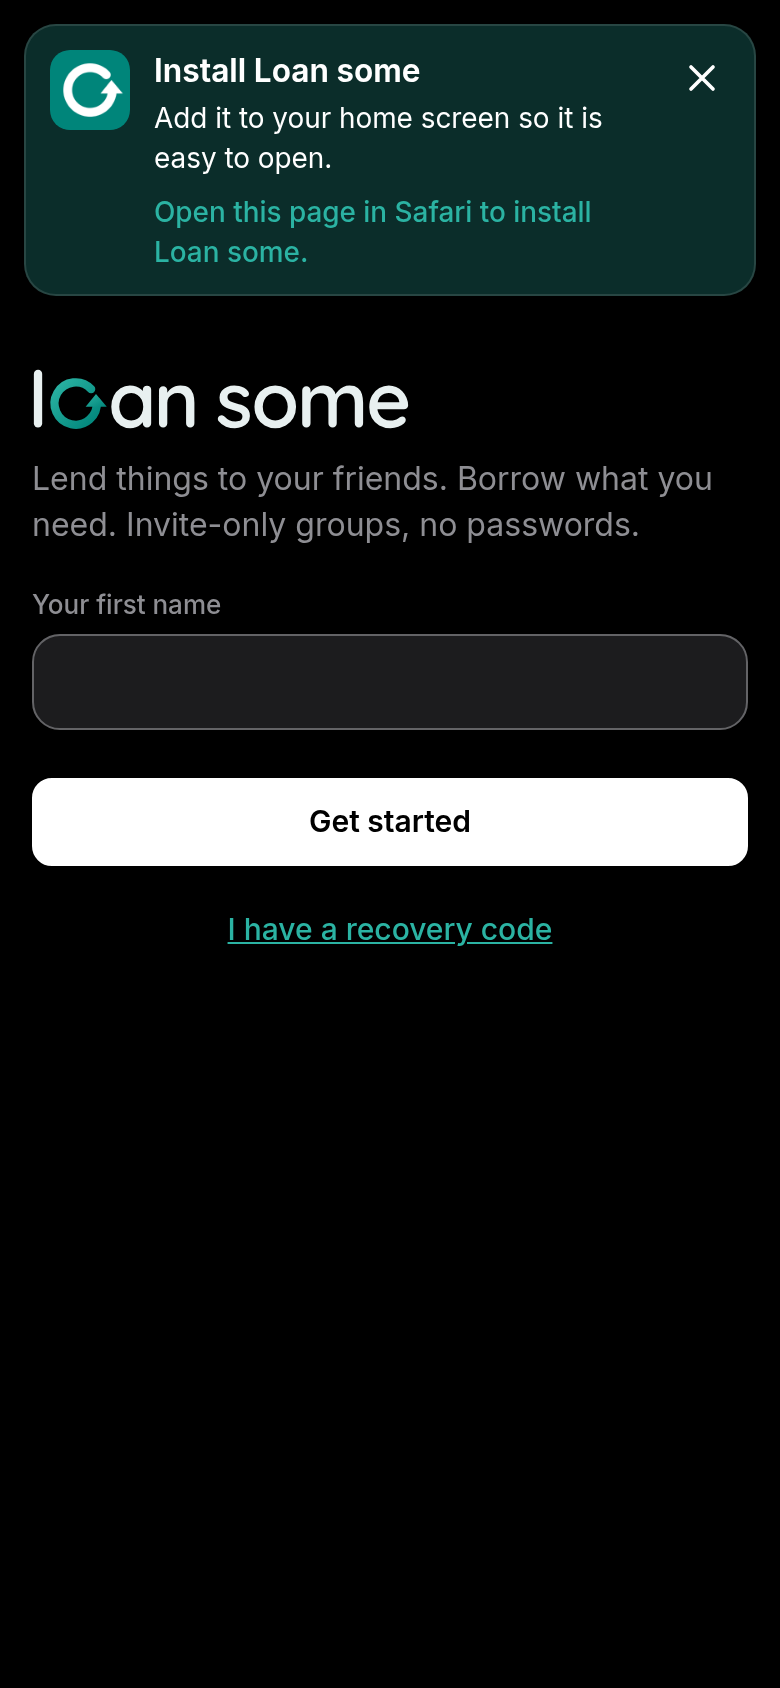 Install Loan some
Add it to your home screen so it is
easy to open.
Open this page in Safari to install
Loan some.
loan some
Lend things to your friends. Borrow what you
need. Invite-only groups, no passwords.
Your first name
Get started
I have a recovery code